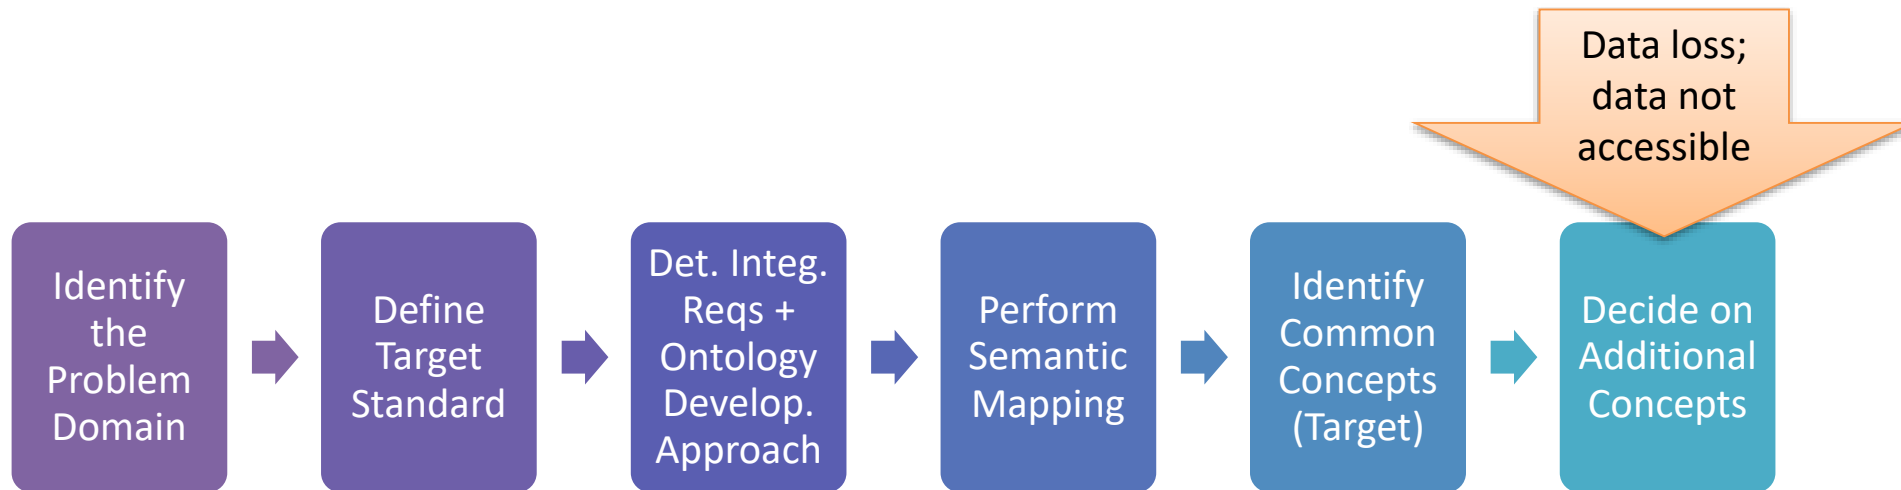 Data loss;
data not
accessible
Identify
the
Problem
Domain
Define
Target
Standard
Det. Integ.
Reqs +
Ontology
Develop.
Approach
Perform
Semantic
Mapping
Identify
Common
Concepts
(Target)
Decide on
Additional
Concepts